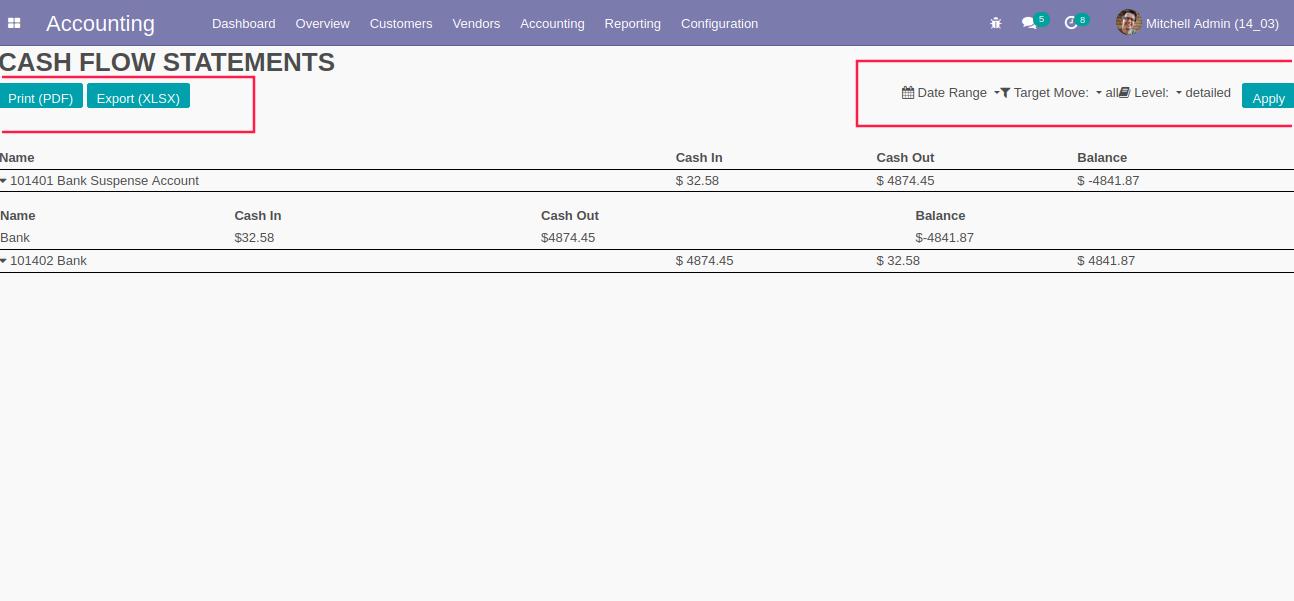 Accounting Dashboard Overview Customers Vendors Accounting Reporting Configuration 5 8 Mitchell Admin (14_03)
CASH FLOW STATEMENTS
Print (PDF) Export (XLSX) Date Range Target Move: all Level: detailed Apply
Name Cash In Cash Out Balance
101401 Bank Suspense Account $ 32.58 $ 4874.45 $ -4841.87
Name Cash In Cash Out Balance
Bank $32.58 $4874.45 $-4841.87
101402 Bank $ 4874.45 $ 32.58 $ 4841.87